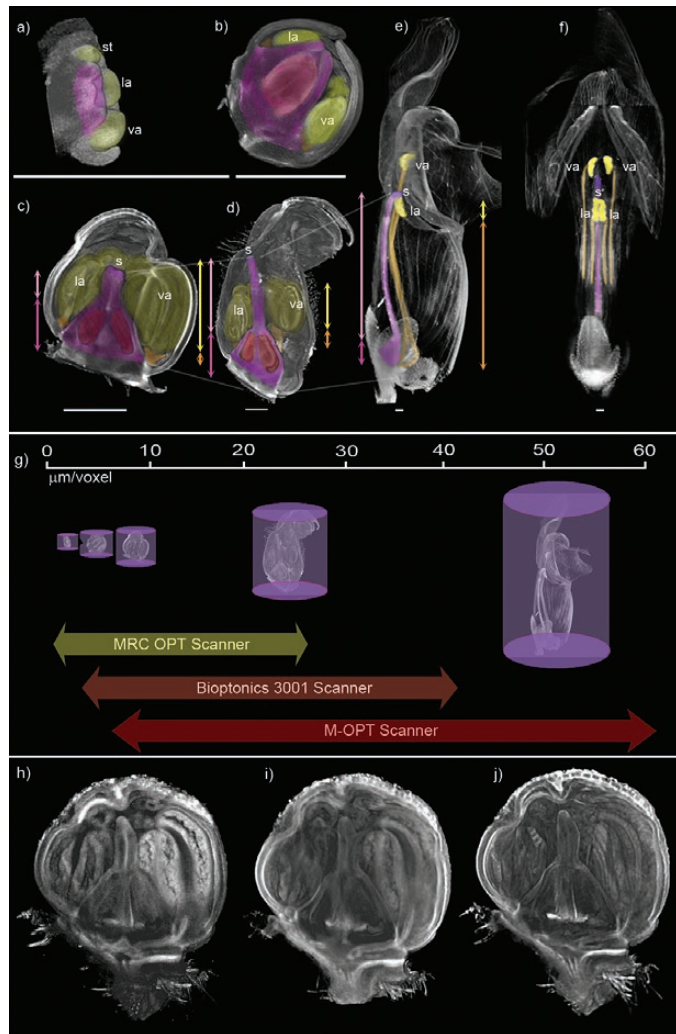 a)
st
la
va
b)
la
va
e)
va
s
la
f)
va
va
s
la
la
c)
s
la
va
d)
s
la
va
g)
0 10 20 30 40 50 60
µm/voxel
MRC OPT Scanner
Bioptonics 3001 Scanner
M-OPT Scanner
h)
i)
j)